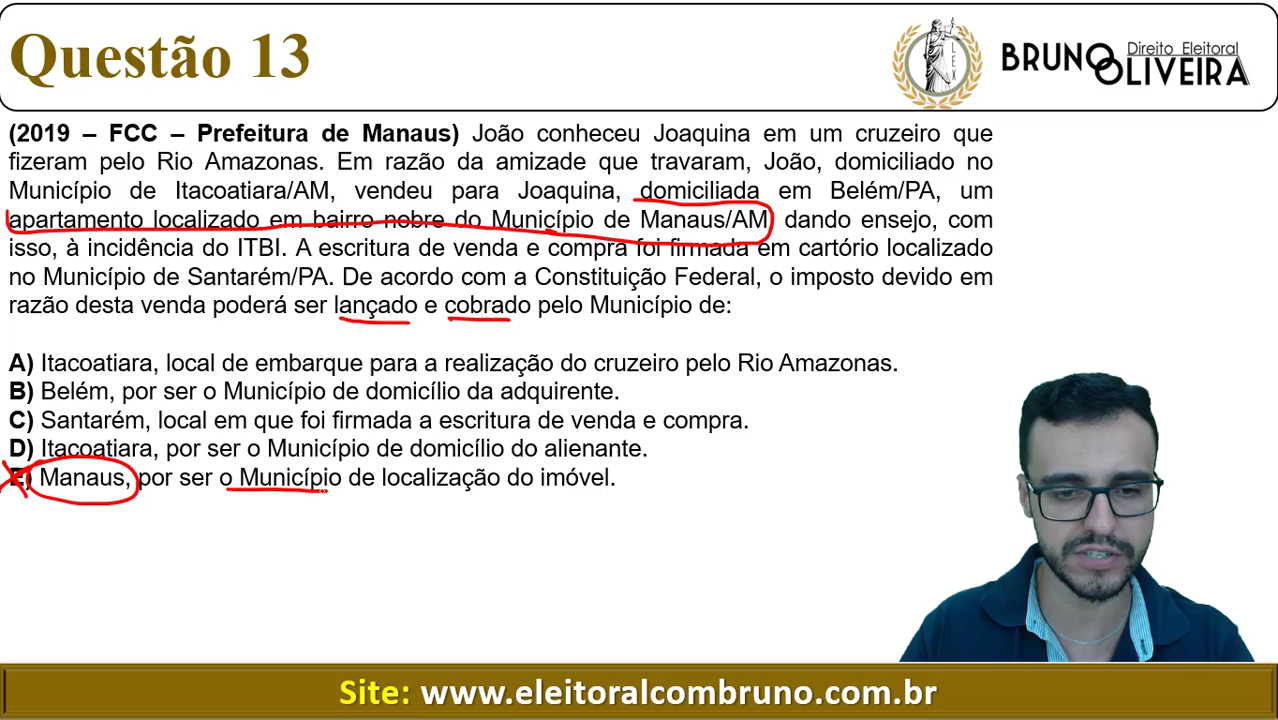 Questão 13
BRUNO
Direito Eleitoral
OLIVEIRA
LEX
(2019 – FCC – Prefeitura de Manaus) João conheceu Joaquina em um cruzeiro que
fizeram pelo Rio Amazonas. Em razão da amizade que travaram, João, domiciliado no
Município de Itacoatiara/AM, vendeu para Joaquina, domiciliada em Belém/PA, um
apartamento localizado em bairro nobre do Município de Manaus/AM, dando ensejo, com
isso, à incidência do ITBI. A escritura de venda e compra foi firmada em cartório localizado
no Município de Santarém/PA. De acordo com a Constituição Federal, o imposto devido em
razão desta venda poderá ser lançado e cobrado pelo Município de:
A) Itacoatiara, local de embarque para a realização do cruzeiro pelo Rio Amazonas.
B) Belém, por ser o Município de domicílio da adquirente.
C) Santarém, local em que foi firmada a escritura de venda e compra.
D) Itacoatiara, por ser o Município de domicílio do alienante.
E) Manaus, por ser o Município de localização do imóvel.
Site: www.eleitoralcombruno.com.br